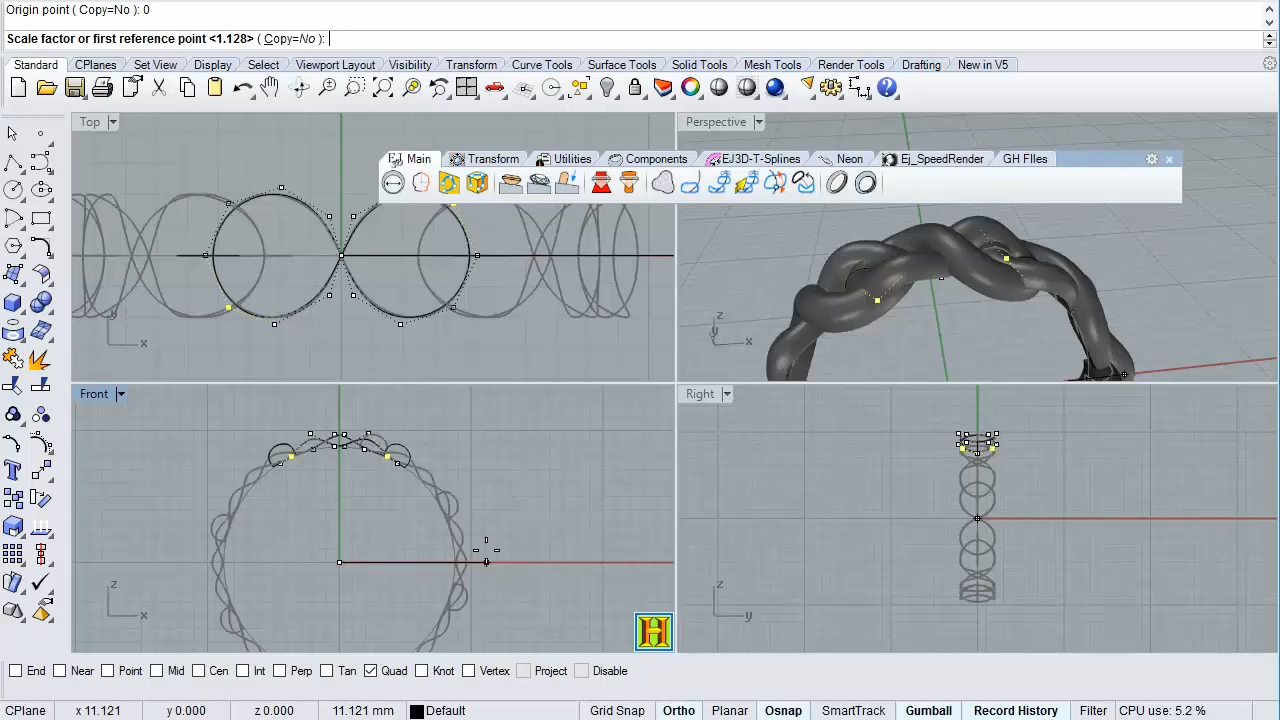 Origin point ( Copy=No ): 0
Scale factor or first reference point <1.128> ( Copy=No ):
Standard CPlanes Set View Display Select Viewport Layout Visibility Transform Curve Tools Surface Tools Solid Tools Mesh Tools Render Tools Drafting New in V5
Top
Perspective
Main Transform Utilities Components EJ3D-T-Splines Neon Ej_SpeedRender GH FIles
y
x
z
y
x
Front
Right
z
x
z
y
H
End Near Point Mid Cen Int Perp Tan Quad Knot Vertex Project Disable
CPlane x 11.121 y 0.000 z 0.000 11.121 mm Default Grid Snap Ortho Planar Osnap SmartTrack Gumball Record History Filter CPU use: 5.2 %